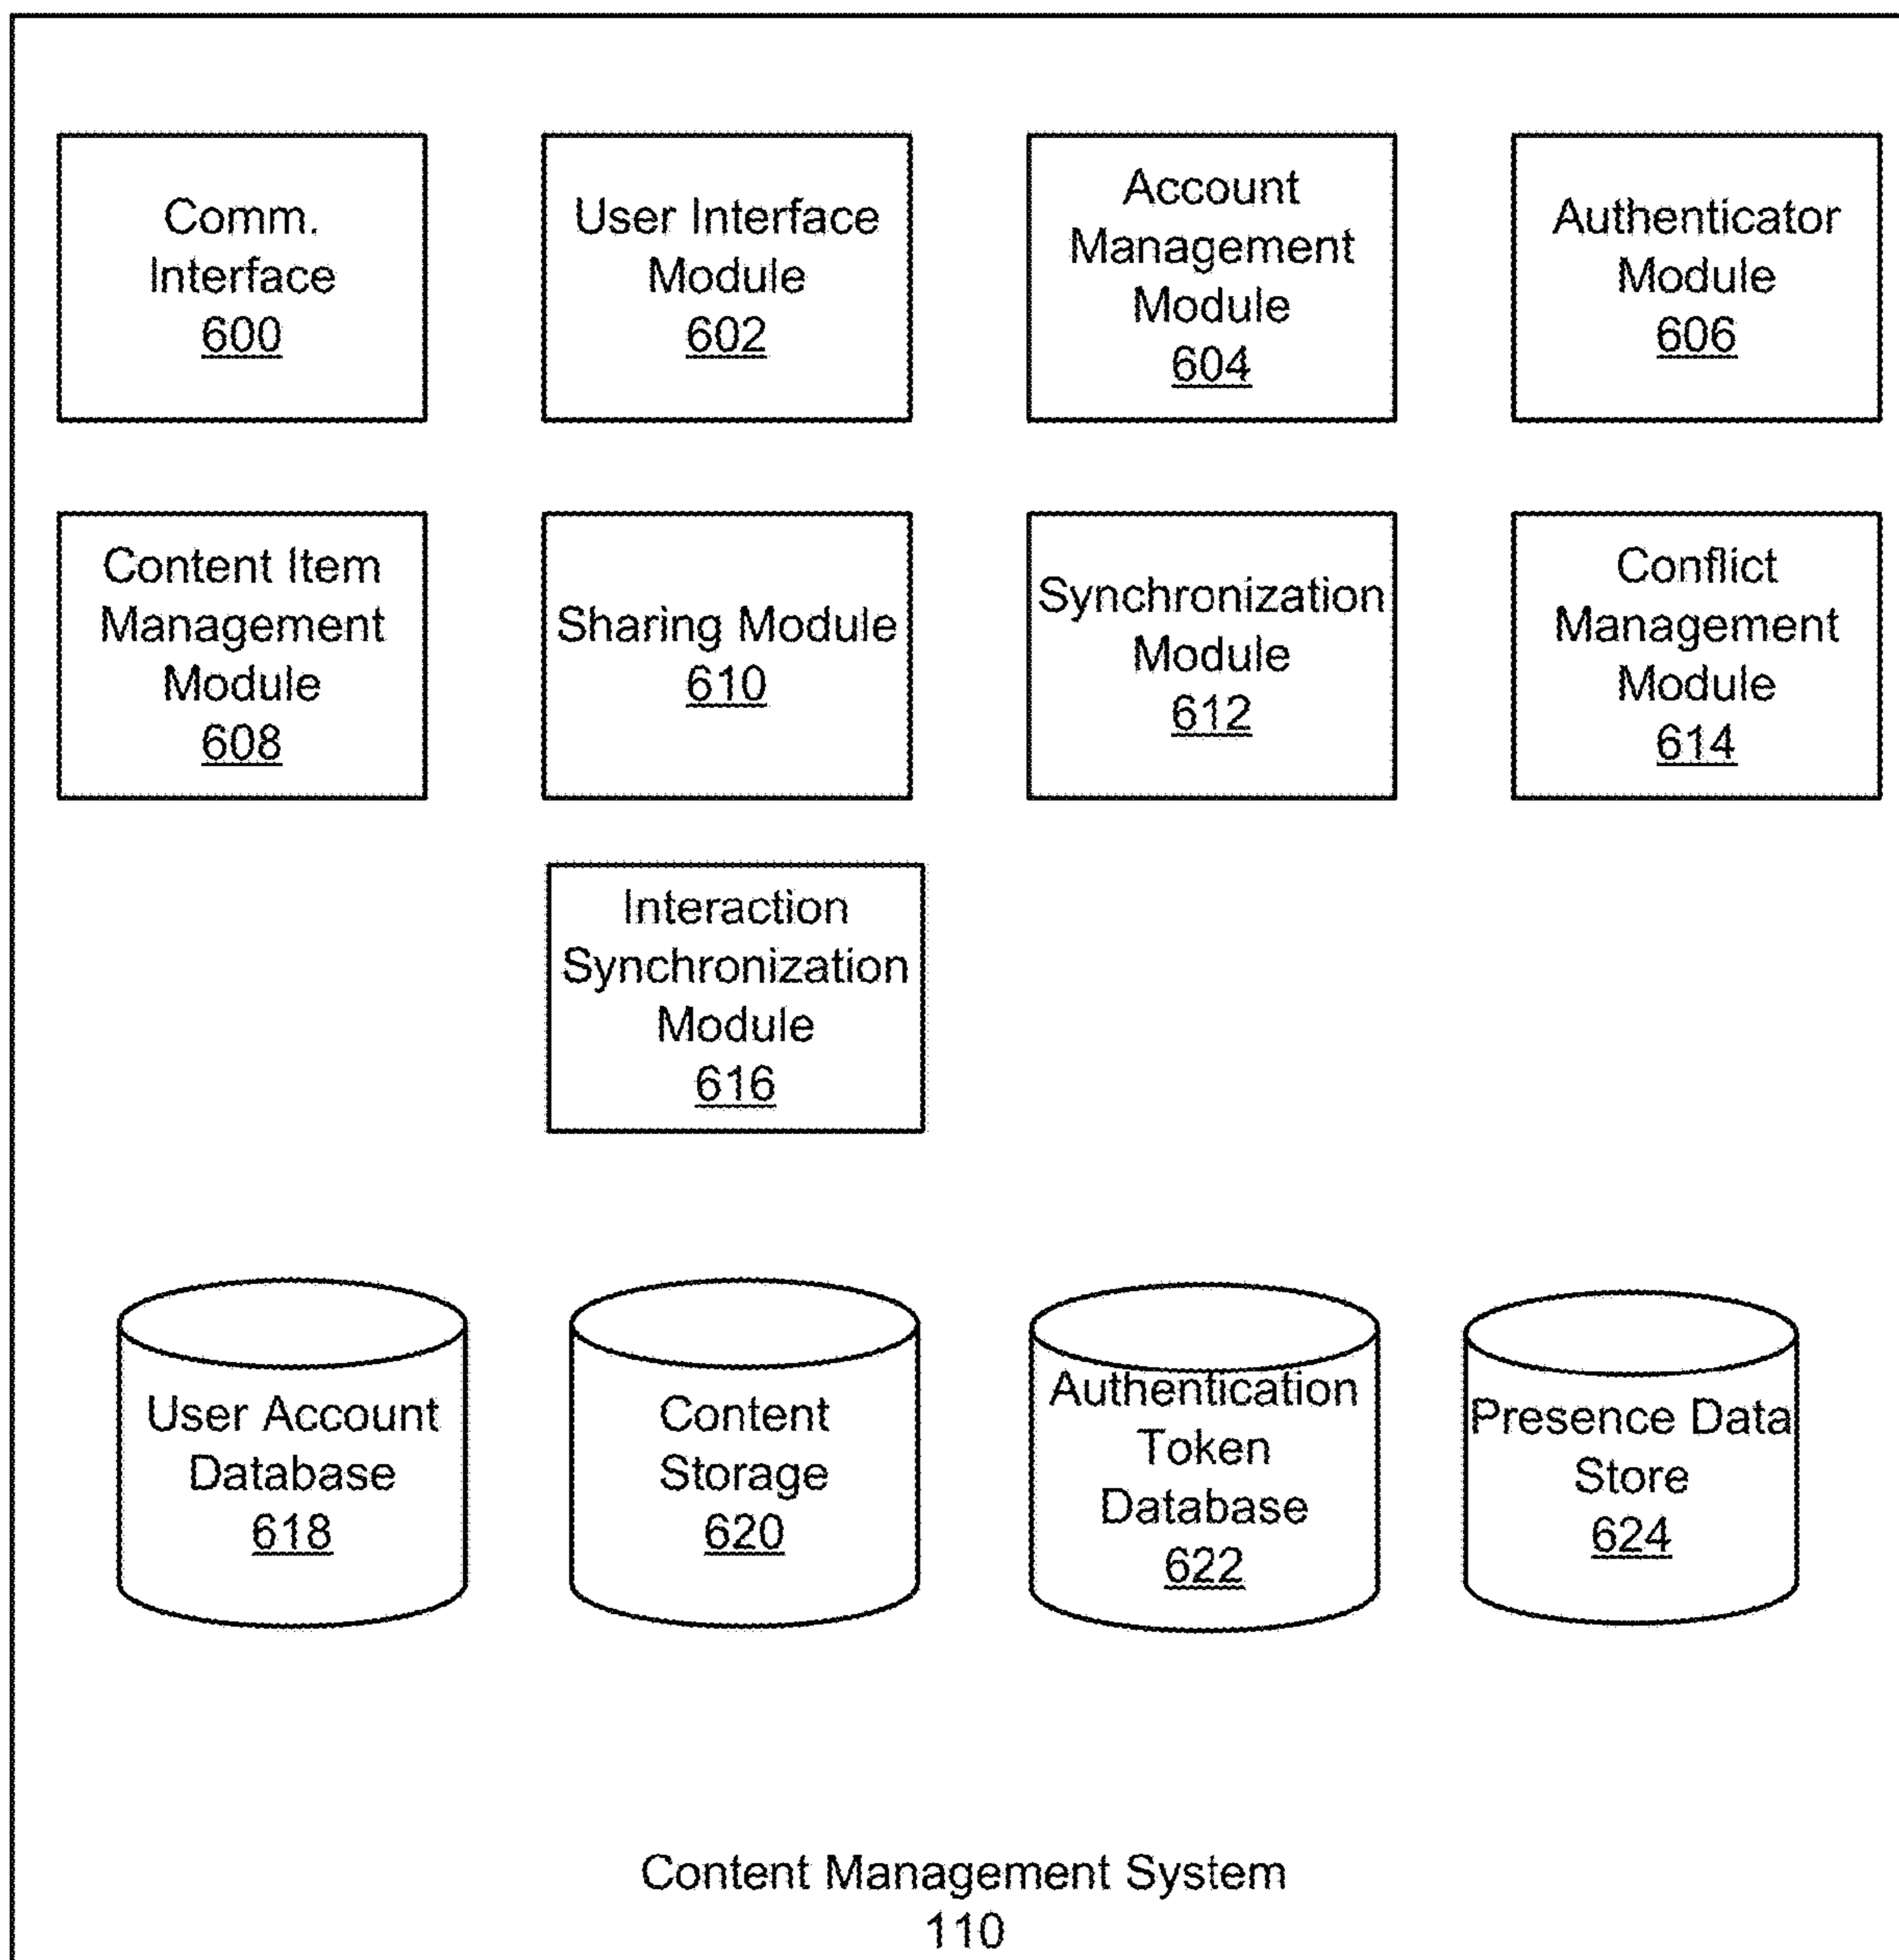 Comm.
Interface
600
User Interface
Module
602
Account
Management
Module
604
Authenticator
Module
606
Content Item
Management
Module
608
Sharing Module
610
Synchronization
Module
612
Conflict
Management
Module
614
Interaction
Synchronization
Module
616
User Account
Database
618
Content
Storage
620
Authentication
Token
Database
622
Presence Data
Store
624
Content Management System
110